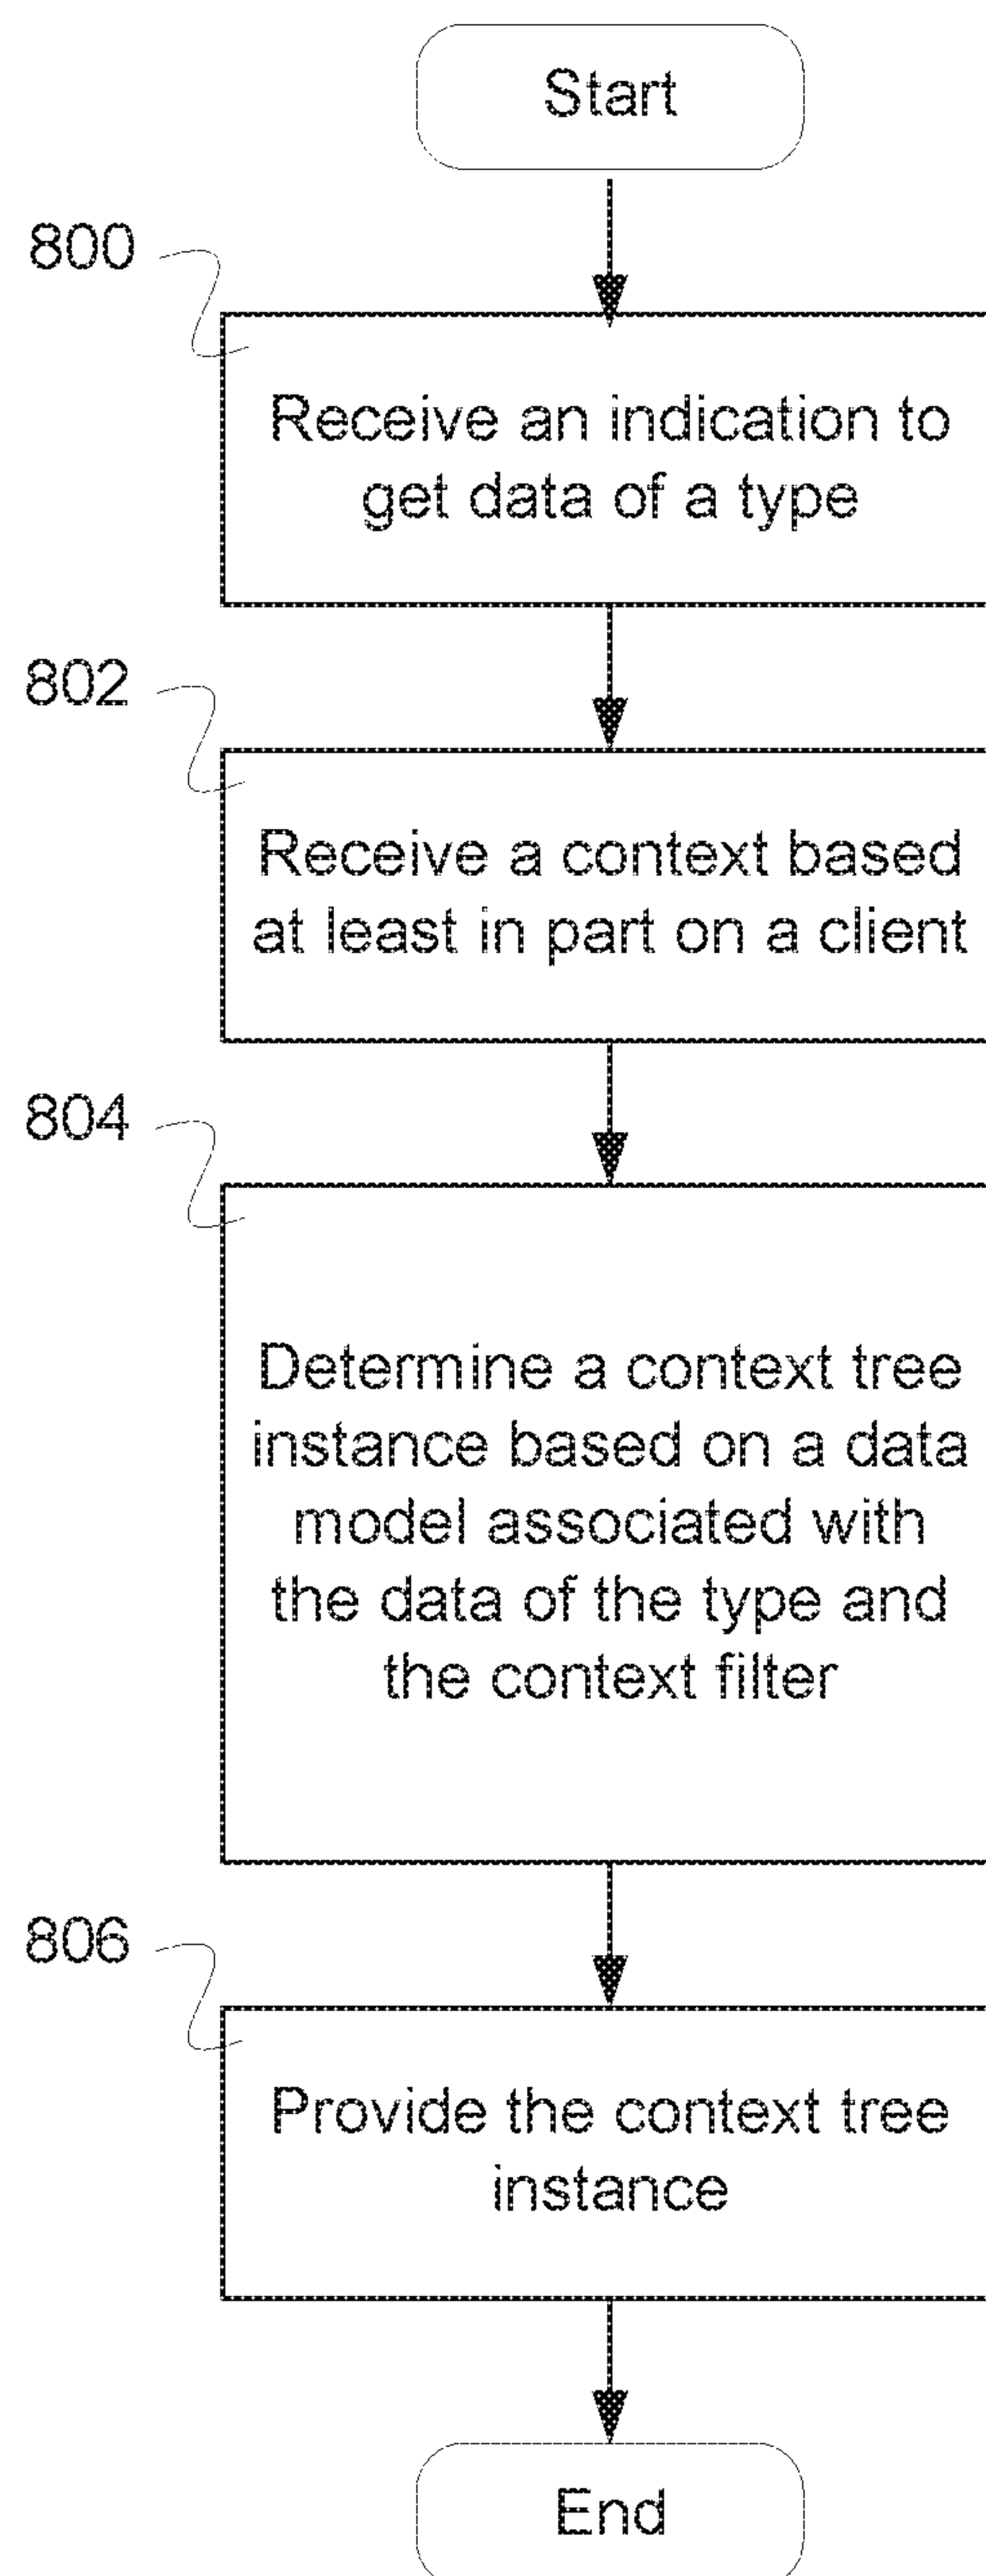 Start
800
Receive an indication to
get data of a type
802
Receive a context based
at least in part on a client
804
Determine a context tree
instance based on a data
model associated with
the data of the type and
the context filter
806
Provide the context tree
instance
End